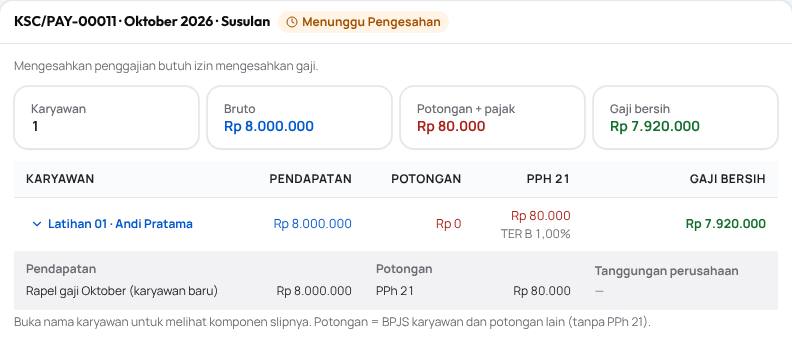 KSC/PAY-00011 · Oktober 2026 · Susulan Menunggu Pengesahan
Mengesahkan penggajian butuh izin mengesahkan gaji.
Karyawan Bruto Potongan + pajak Gaji bersih
1 Rp 8.000.000 Rp 80.000 Rp 7.920.000
KARYAWAN PENDAPATAN POTONGAN PPH 21 GAJI BERSIH
Latihan 01 · Andi Pratama Rp 8.000.000 Rp 0 Rp 80.000 Rp 7.920.000
TER B 1,00%
Pendapatan Potongan Tanggungan perusahaan
Rapel gaji Oktober (karyawan baru) Rp 8.000.000 PPh 21 Rp 80.000 —
Buka nama karyawan untuk melihat komponen slipnya. Potongan = BPJS karyawan dan potongan lain (tanpa PPh 21).